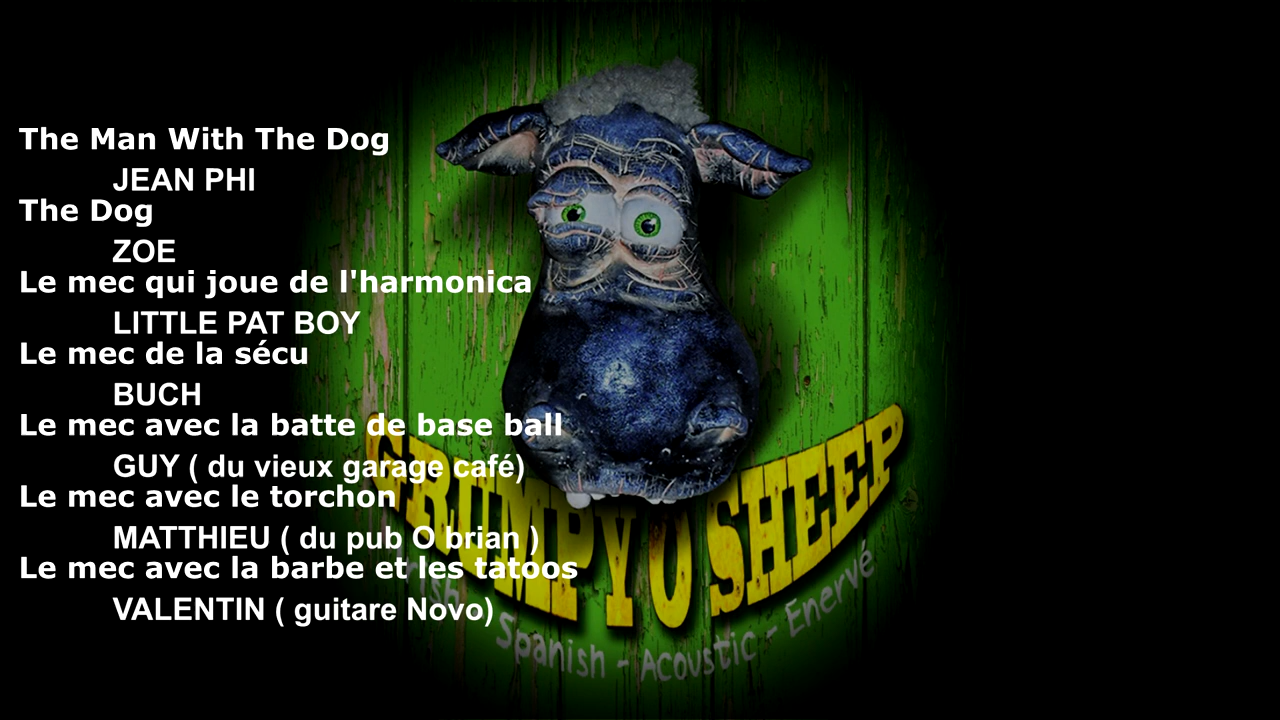 The Man With The Dog
JEAN PHI
The Dog
ZOE
Le mec qui joue de l'harmonica
LITTLE PAT BOY
Le mec de la sécu
BUCH
Le mec avec la batte de base ball
GUY ( du vieux garage café)
Le mec avec le torchon
MATTHIEU ( du pub O brian )
Le mec avec la barbe et les tatoos
VALENTIN ( guitare Novo)
GRUMPY O SHEEP
Spanish - Acoustic - Enervé